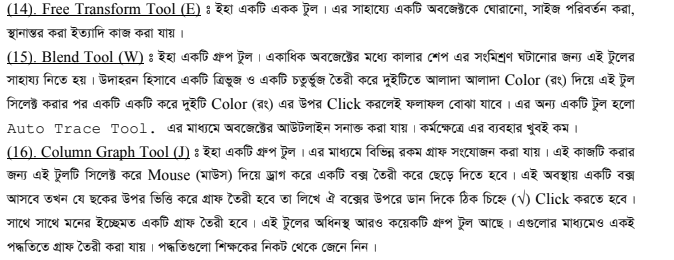 (14). Free Transform Tool (E) ঃ ইহা একটি একক টুল। এর সাহায্যে একটি অবজেক্টকে ঘোরানো, সাইজ পরিবর্তন করা,
স্থানান্তর করা ইত্যাদি কাজ করা যায়।
(15). Blend Tool (W) ঃ ইহা একটি গ্রুপ টুল। একাধিক অবজেক্টের মধ্যে কালার শেপ এর সংমিশ্রণ ঘটানোর জন্য এই টুলের
সাহায্য নিতে হয়। উদাহরন হিসাবে একটি ত্রিভুজ ও একটি চতুর্ভুজ তৈরী করে দুইটিতে আলাদা আলাদা Color (রং) দিয়ে এই টুল
সিলেক্ট করার পর একটি একটি করে দুইটি Color (রং) এর উপর Click করলেই ফলাফল বোঝা যাবে। এর অন্য একটি টুল হলো
Auto Trace Tool. এর মাধ্যমে অবজেক্টের আউটলাইন সনাক্ত করা যায়। কর্মক্ষেত্রে এর ব্যবহার খুবই কম।
(16). Column Graph Tool (J) ঃ ইহা একটি গ্রুপ টুল। এর মাধ্যমে বিভিন্ন রকম গ্রাফ সংযোজন করা যায়। এই কাজটি করার
জন্য এই টুলটি সিলেক্ট করে Mouse (মাউস) দিয়ে ড্রাগ করে একটি বক্স তৈরী করে ছেড়ে দিতে হবে। এই অবস্থায় একটি বক্স
আসবে তখন যে ছকের উপর ভিত্তি করে গ্রাফ তৈরী হবে তা লিখে ঐ বক্সের উপরে ডান দিকে ঠিক চিহ্নে (√) Click করতে হবে।
সাথে সাথে মনের ইচ্ছেমত একটি গ্রাফ তৈরী হবে। এই টুলের অধিনস্থ আরও কয়েকটি গ্রুপ টুল আছে। এগুলোর মাধ্যমেও একই
পদ্ধতিতে গ্রাফ তৈরী করা যায়। পদ্ধতিগুলো শিক্ষকের নিকট থেকে জেনে নিন।